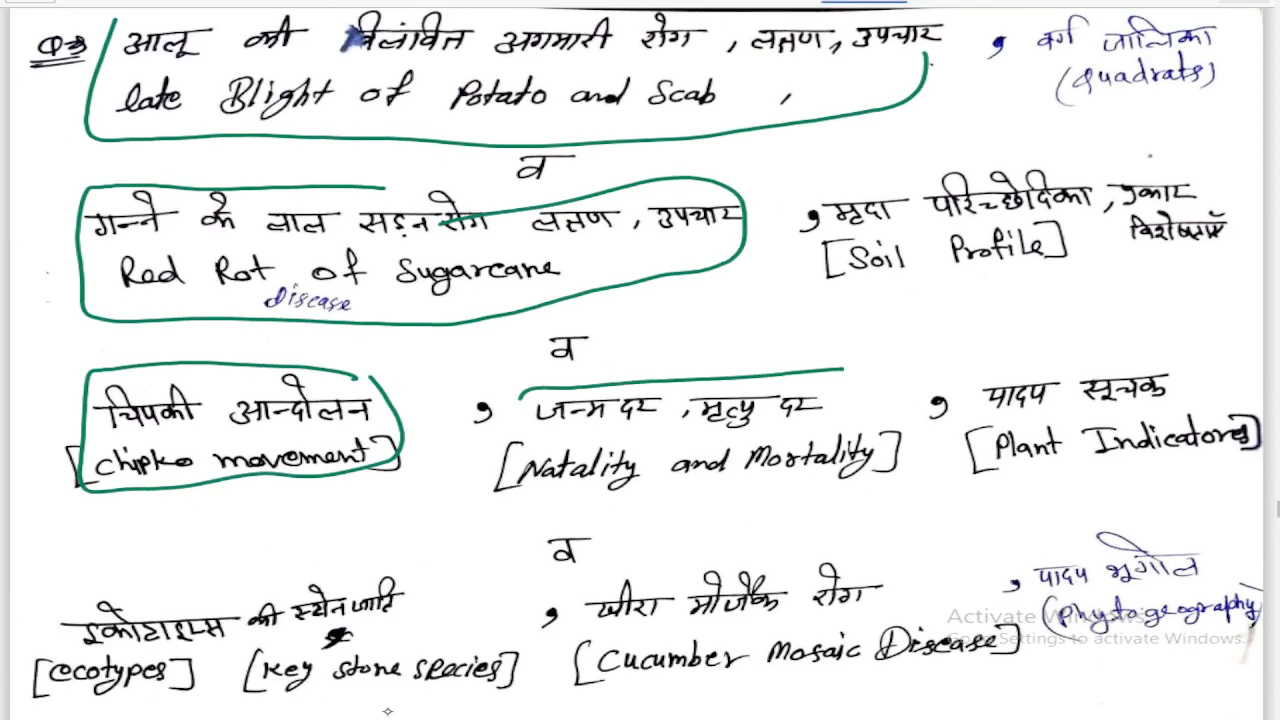 Q→ आलू की विलंबित अगमारी रोग , लक्षण, उपचार , वर्ग जालिका
late Blight of Potato and Scab , (Quadrats)
व
गन्ने के लाल सड़न रोग लक्षण, उपचार , मृदा परिच्छेदिका, प्रकार
Red Rot of Sugarcane [Soil Profile] विशेषताएँ
Disease
व
चिपको आन्दोलन , जन्म दर, मृत्यु दर , पादप सूचक
[chipko movement] [Natality and Mortality] [Plant Indicators]
व
इकोटाइप्स की स्टोन जाति , खीरा मोजैक रोग , पादप भूगोल
[ecotypes] [Key stone species] [Cucumber Mosaic Disease] (Phytogeography)
Activate Windows
Go to Settings to activate Windows.